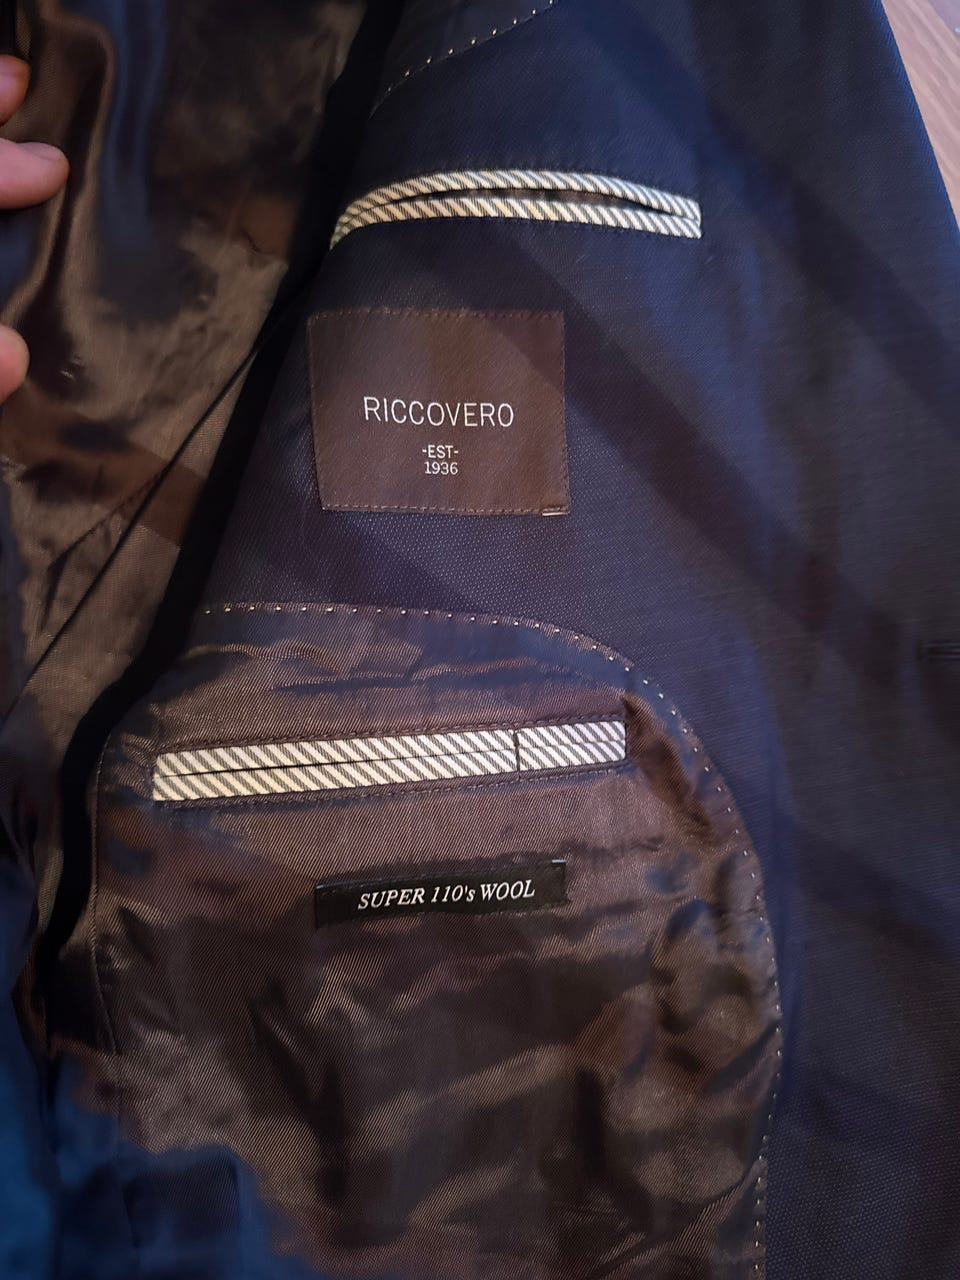 RICCOVERO
-EST-
1936
SUPER 110's WOOL